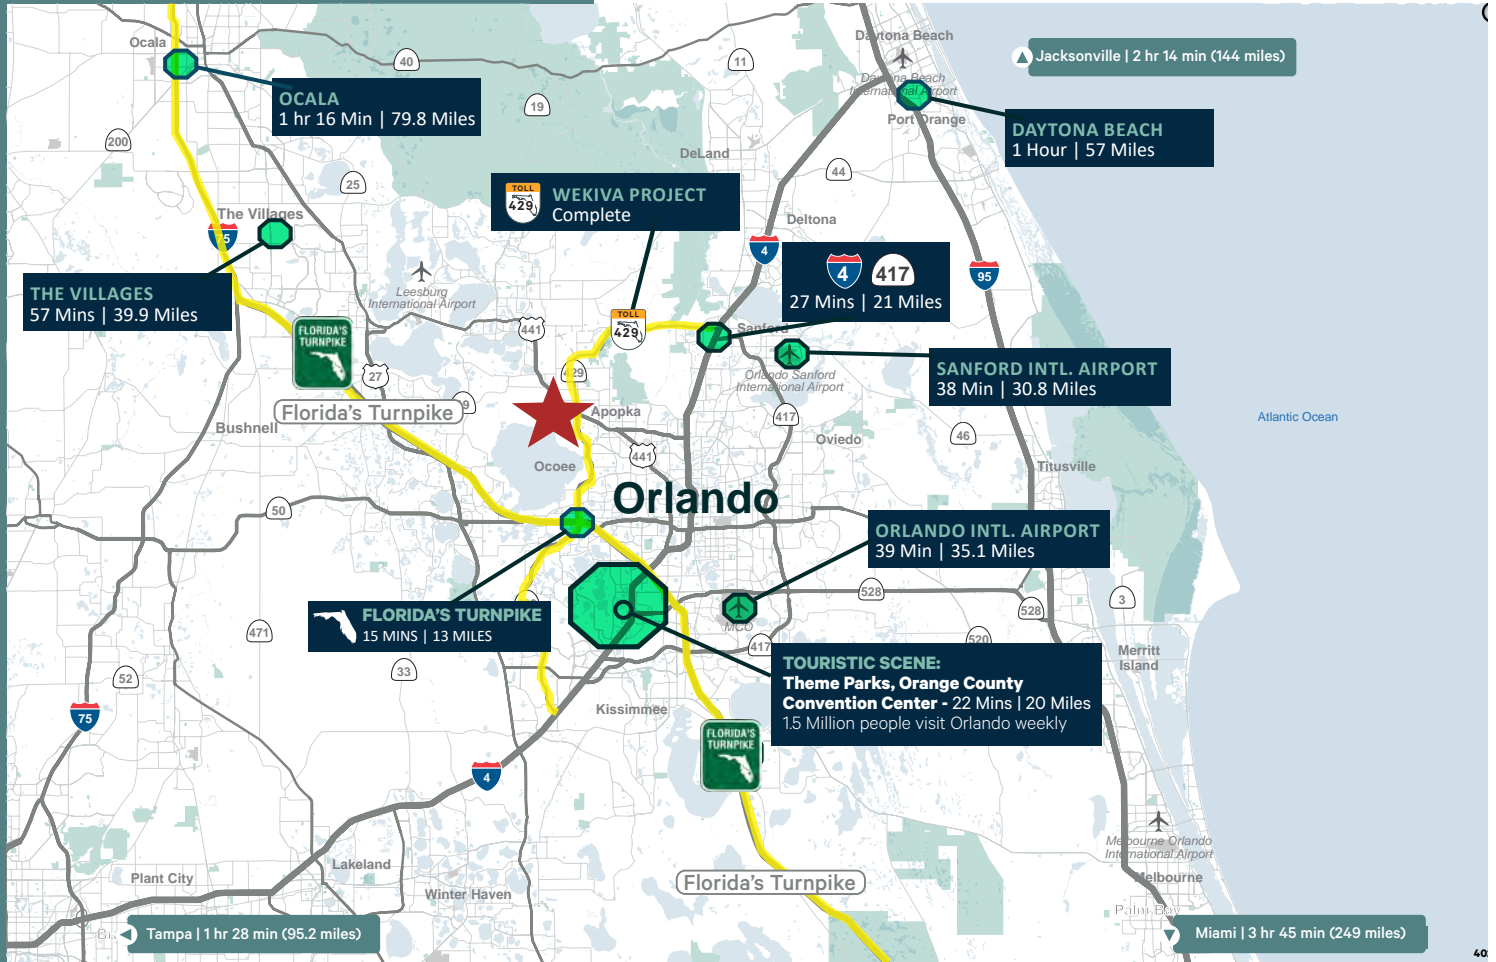 Ocala
40
11
Daytona Beach
Jacksonville | 2 hr 14 min (144 miles)
Daytona Beach
International Airport
OCALA
1 hr 16 Min | 79.8 Miles
19
Port Orange
DAYTONA BEACH
1 Hour | 57 Miles
200
DeLand
44
25
TOLL
429
WEKIVA PROJECT
Complete
The Villages
Deltona
75
4
4
417
27 Mins | 21 Miles
95
THE VILLAGES
57 Mins | 39.9 Miles
Leesburg
International Airport
FLORIDA'S
TURNPIKE
441
TOLL
429
Sanford
SANFORD INTL. AIRPORT
38 Min | 30.8 Miles
27
429
Orlando Sanford
International Airport
Florida's Turnpike
9
Apopka
417
Atlantic Ocean
Bushnell
Oviedo
46
441
Ocoee
Titusville
Orlando
50
ORLANDO INTL. AIRPORT
39 Min | 35.1 Miles
528
3
528
FLORIDA'S TURNPIKE
15 MINS | 13 MILES
MCO
471
417
520
Merritt
Island
33
52
TOURISTIC SCENE:
Theme Parks, Orange County
Convention Center - 22 Mins | 20 Miles
1.5 Million people visit Orlando weekly
75
Kissimmee
FLORIDA'S
TURNPIKE
4
Melbourne Orlando
International Airport
Lakeland
Plant City
Winter Haven
Florida's Turnpike
Melbourne
Palm Bay
Tampa | 1 hr 28 min (95.2 miles)
Miami | 3 hr 45 min (249 miles)